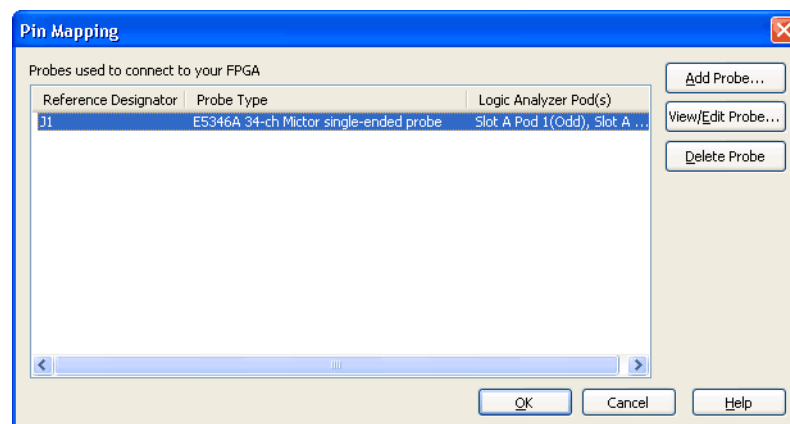 Pin Mapping
Probes used to connect to your FPGA
Reference Designator Probe Type Logic Analyzer Pod(s)
J1 E5346A 34-ch Mictor single-ended probe Slot A Pod 1(Odd), Slot A ...
Add Probe...
View/Edit Probe...
Delete Probe
OK Cancel Help